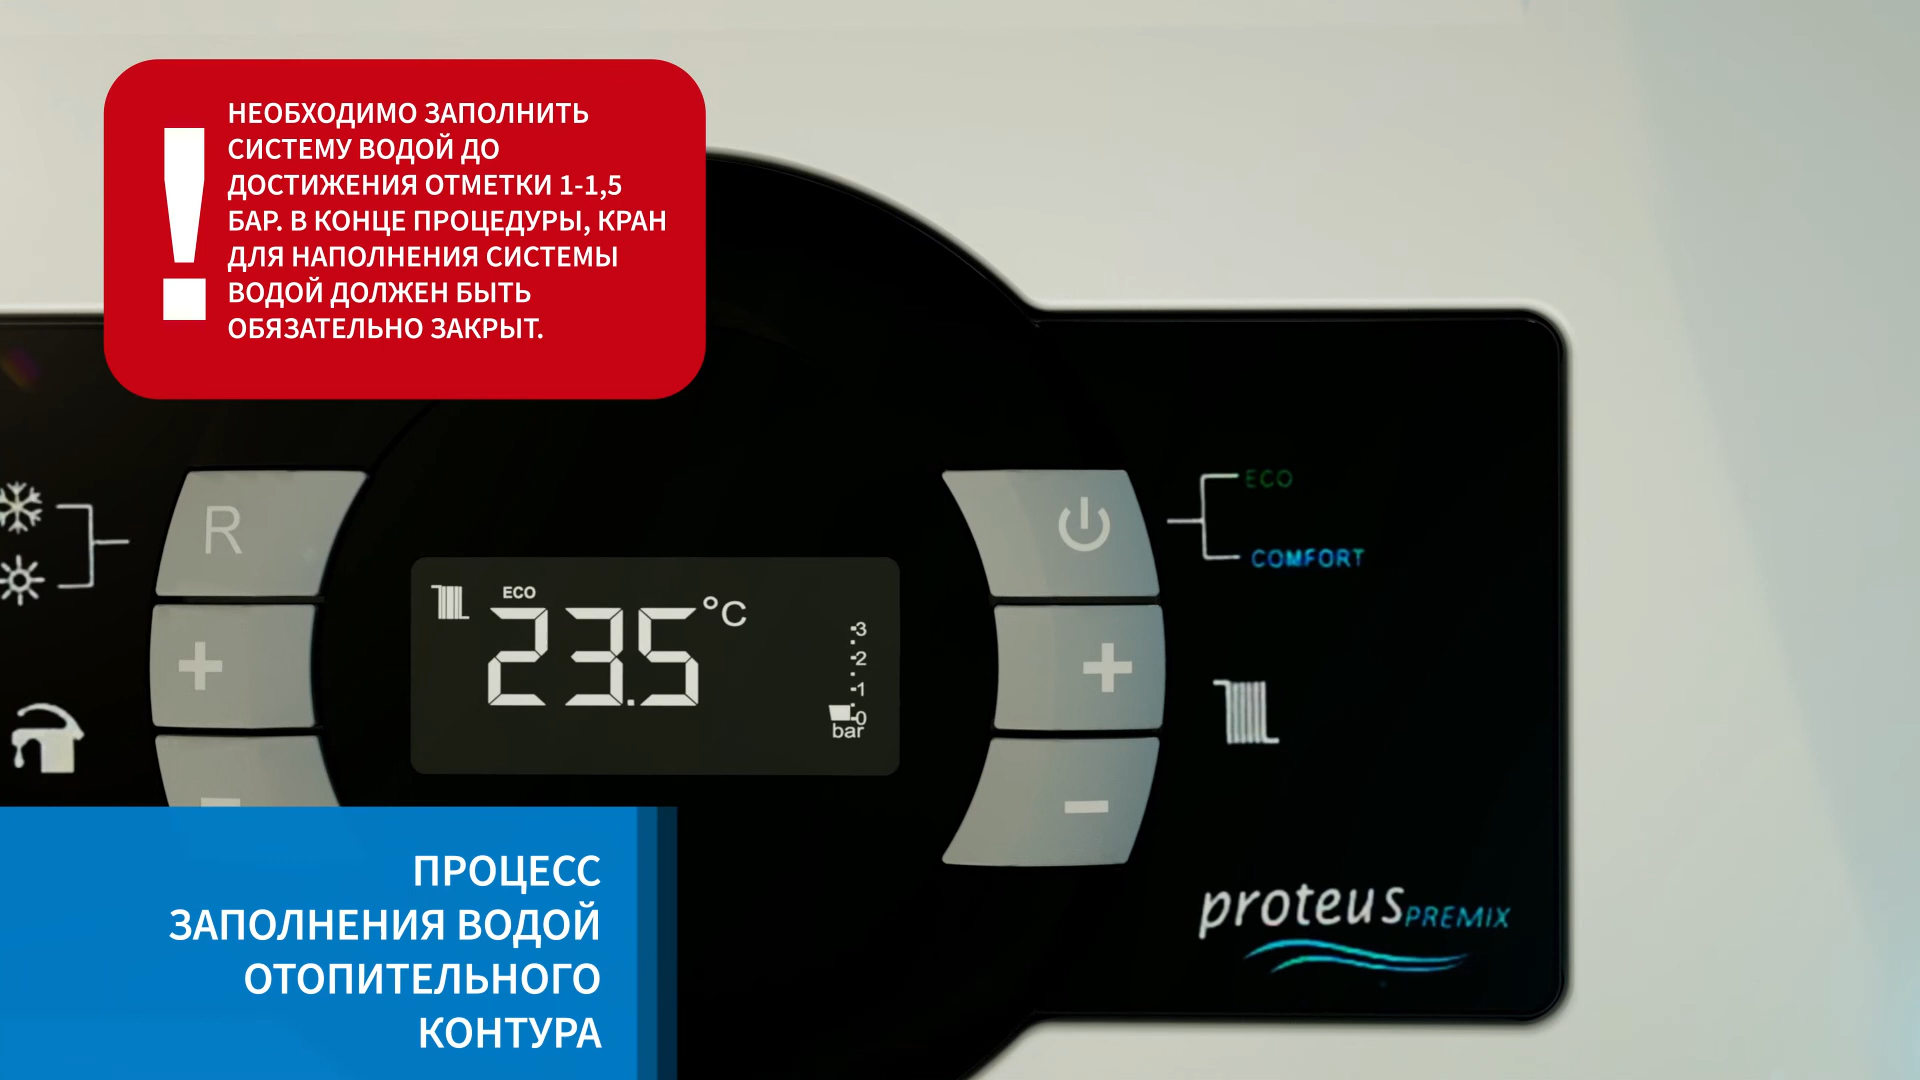 НЕОБХОДИМО ЗАПОЛНИТЬ
СИСТЕМУ ВОДОЙ ДО
ДОСТИЖЕНИЯ ОТМЕТКИ 1-1,5
БАР. В КОНЦЕ ПРОЦЕДУРЫ, КРАН
ДЛЯ НАПОЛНЕНИЯ СИСТЕМЫ
ВОДОЙ ДОЛЖЕН БЫТЬ
ОБЯЗАТЕЛЬНО ЗАКРЫТ.
R
ECO
23.5 °C
3
2
1
0
bar
ECO
COMFORT
proteus PREMIX
ПРОЦЕСС
ЗАПОЛНЕНИЯ ВОДОЙ
ОТОПИТЕЛЬНОГО
КОНТУРА